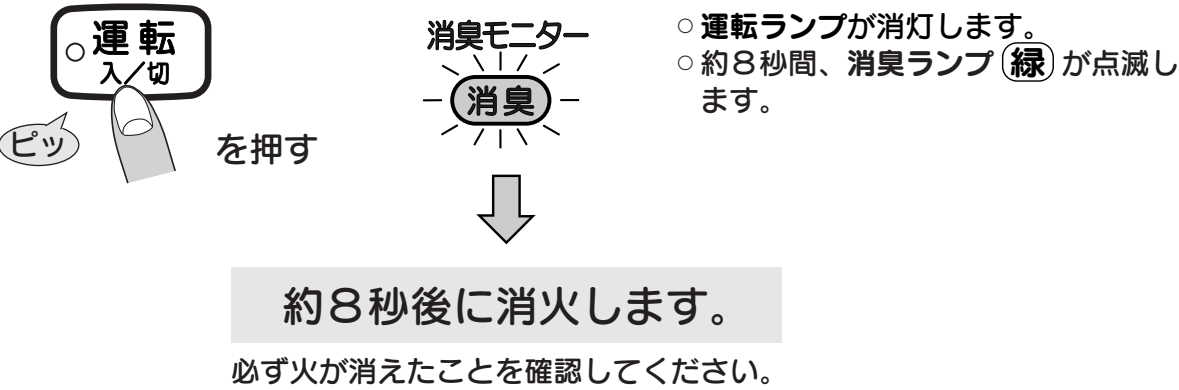 運転
入／切
ピッ
を押す
消臭モニター
消臭
○運転ランプが消灯します。
○約８秒間、消臭ランプ 緑 が点滅し
ます。
約８秒後に消火します。
必ず火が消えたことを確認してください。